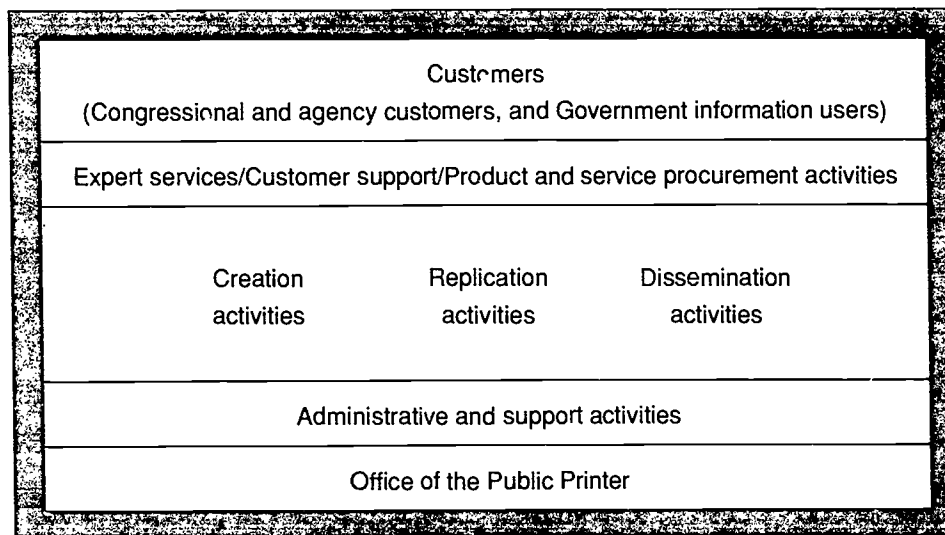 Customers
(Congressional and agency customers, and Government information users)
Expert services/Customer support/Product and service procurement activities
Creation Replication Dissemination
activities activities activities
Administrative and support activities
Office of the Public Printer